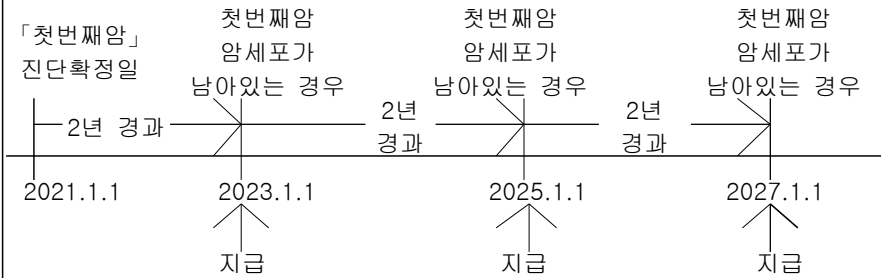 「첫번째암」
진단확정일
첫번째암
암세포가
남아있는 경우
첫번째암
암세포가
남아있는 경우
첫번째암
암세포가
남아있는 경우
2년 경과
2년
경과
2년
경과
2021.1.1
2023.1.1
2025.1.1
2027.1.1
지급
지급
지급